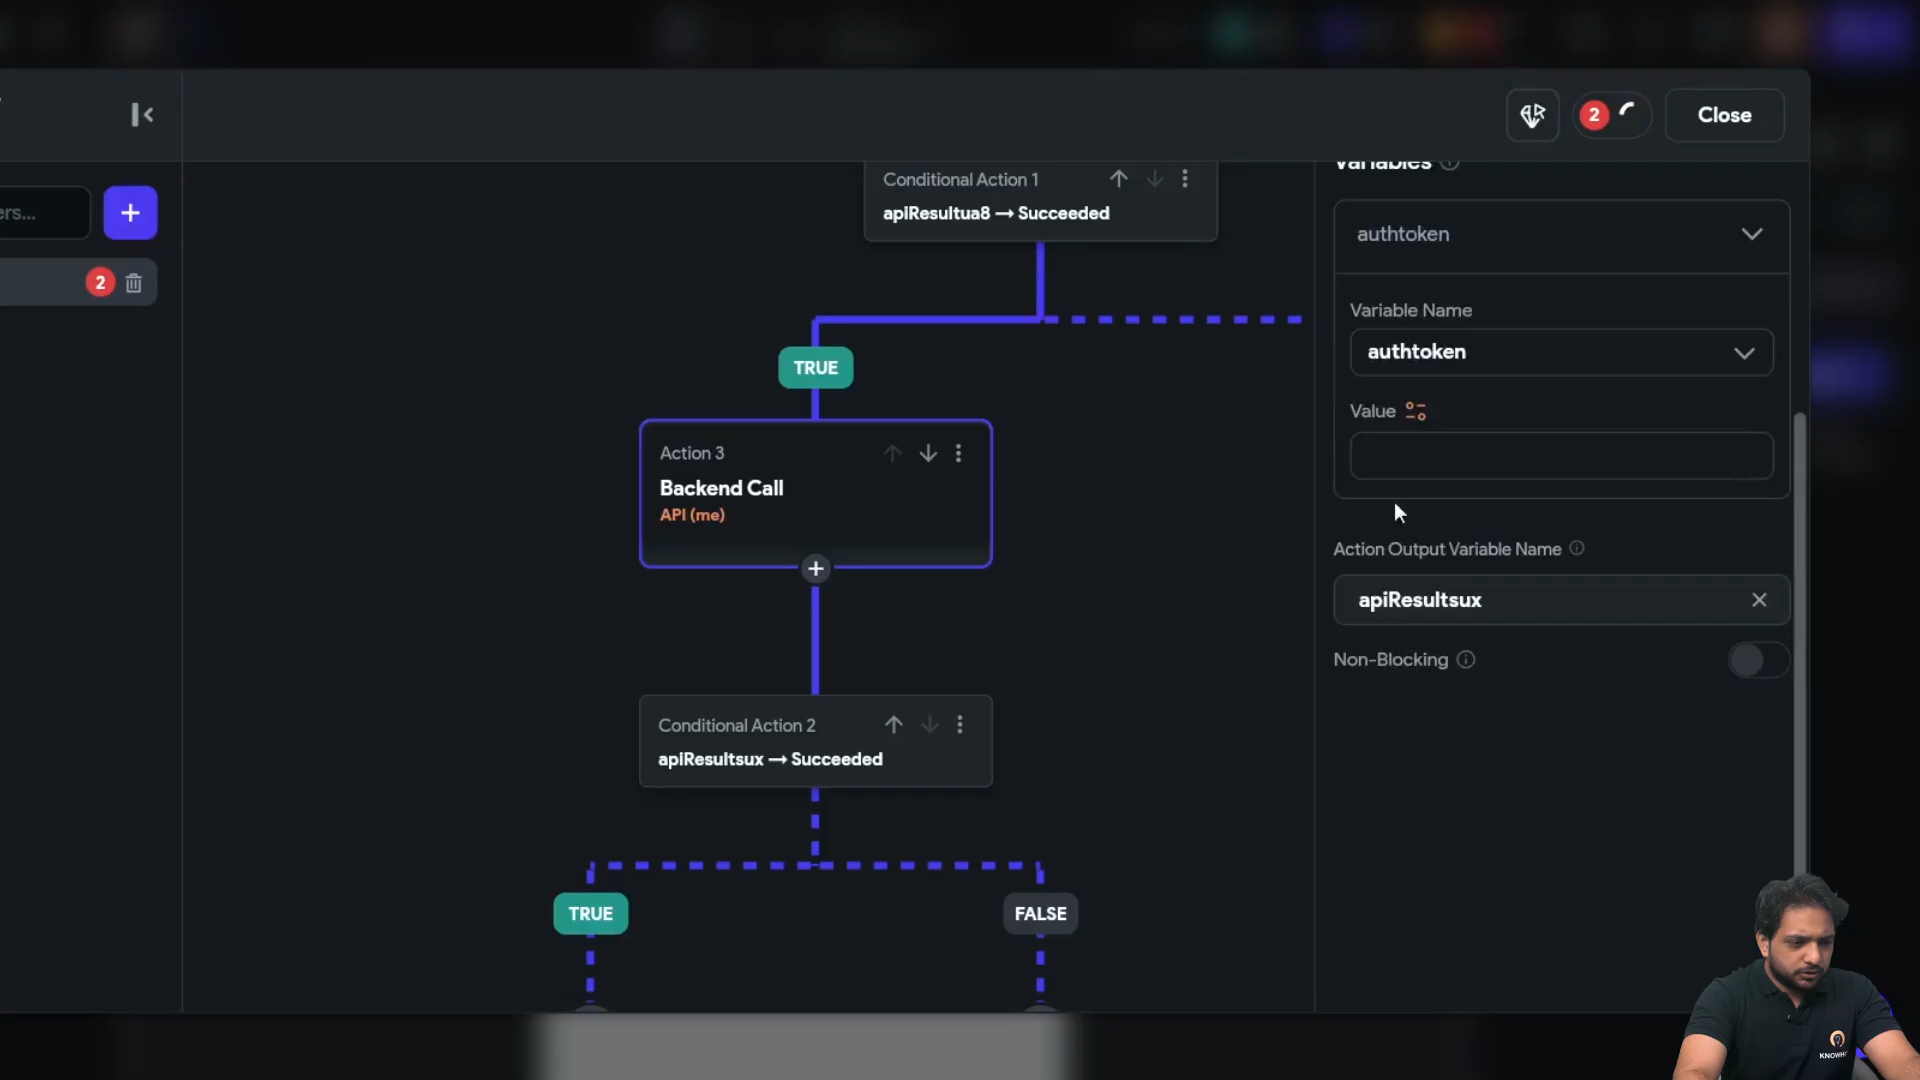 2
Close
ers...
2
Conditional Action 1
apiResultua8 → Succeeded
TRUE
Action 3
Backend Call
API (me)
Conditional Action 2
apiResultsux → Succeeded
TRUE
FALSE
Variables
authtoken
Variable Name
authtoken
Value
Action Output Variable Name
apiResultsux
Non-Blocking